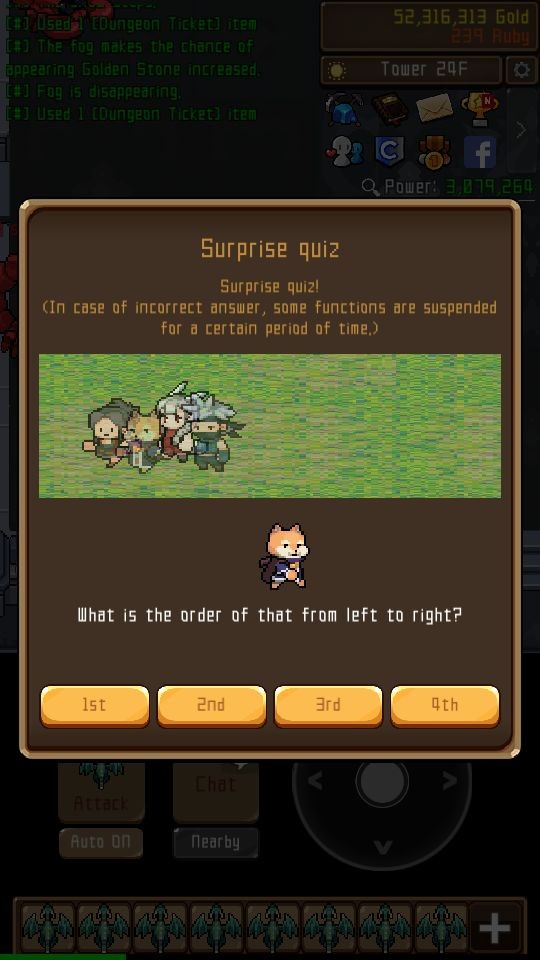 [#] Used 1 [Dungeon Ticket] item
[#] The fog makes the chance of
appearing Golden Stone increased.
[#] Fog is disappearing.
[#] Used 1 [Dungeon Ticket] item
52,316,313 Gold
239 Ruby
Tower 24F
N
C
f
Power: 3,079,264
Surprise quiz
Surprise quiz!
(In case of incorrect answer, some functions are suspended
for a certain period of time.)
What is the order of that from left to right?
1st 2nd 3rd 4th
Attack Chat
Auto ON Nearby